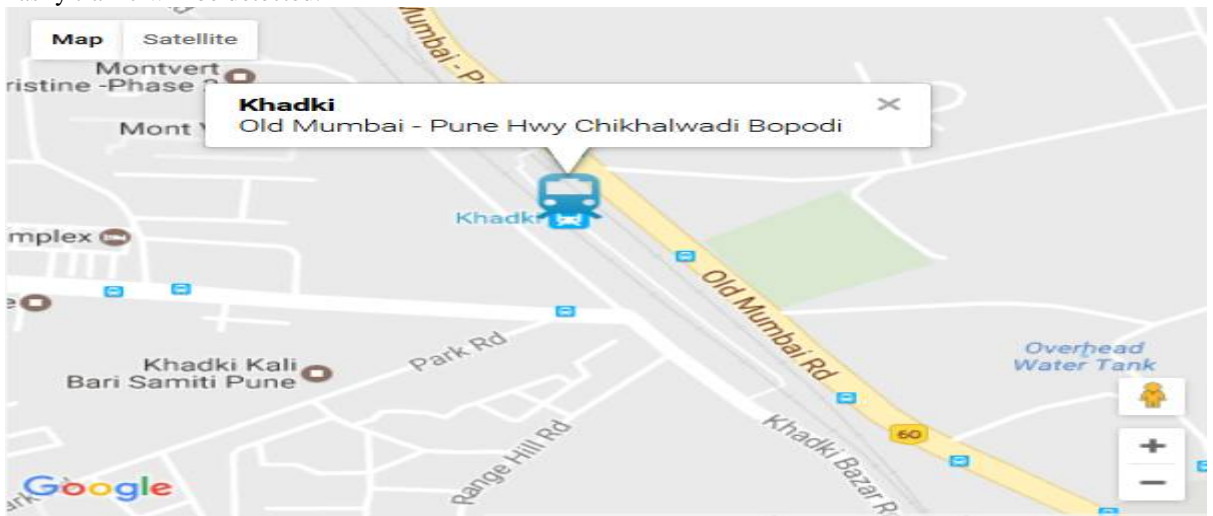 Map Satellite
Montvert
ristine -Phase
Mont
Mumbai - P
Khadki
Old Mumbai - Pune Hwy Chikhalwadi Bopodi
Khadki
mplex
Old Mumbai Rd
Park Rd
Khadki Kali
Bari Samiti Pune
Overhead
Water Tank
60
Range Hill Rd
Khadki Bazar R
Google